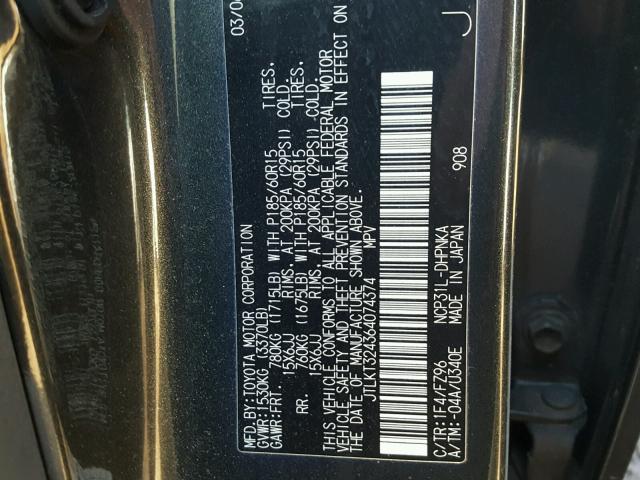 MFD.BY:TOYOTA MOTOR CORPORATION 03/0
GVWR:1530KG (3370LB)
GAWR:FRT. 780KG (1715LB) WITH P185/60R15 TIRES.
15X6JJ RIMS. AT 200KPA (29PSI) COLD.
RR. 760KG (1675LB) WITH P185/60R15 TIRES.
15X6JJ RIMS. AT 200KPA (29PSI) COLD.
THIS VEHICLE CONFORMS TO ALL APPLICABLE FEDERAL MOTOR
VEHICLE SAFETY AND THEFT PREVENTION STANDARDS IN EFFECT ON
THE DATE OF MANUFACTURE SHOWN ABOVE.
JTLKT324364074374 MPV
J
C/TR:1F4/FZ96 NCP31L-DHPNKA
A/TM:-04A/U340E MADE IN JAPAN 908